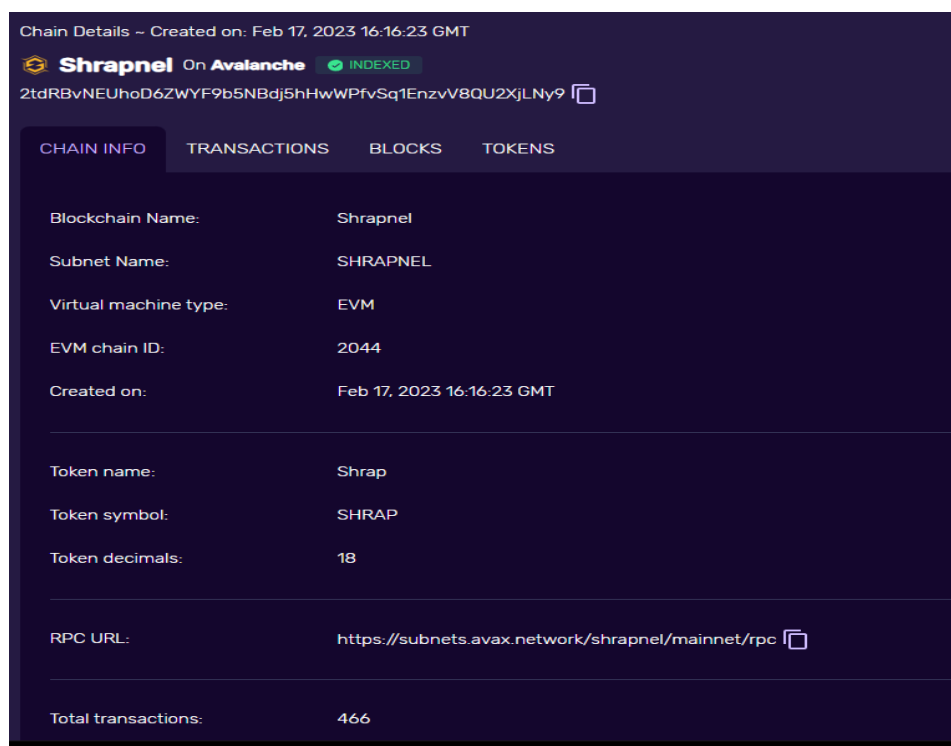 Chain Details ~ Created on: Feb 17, 2023 16:16:23 GMT
Shrapnel On Avalanche INDEXED
2tdRBvNEUhoD6ZWYF9b5NBdj5hHwWPfvSq1EnzvV8QU2XjLNy9
CHAIN INFO TRANSACTIONS BLOCKS TOKENS
Blockchain Name: Shrapnel
Subnet Name: SHRAPNEL
Virtual machine type: EVM
EVM chain ID: 2044
Created on: Feb 17, 2023 16:16:23 GMT
Token name: Shrap
Token symbol: SHRAP
Token decimals: 18
RPC URL: https://subnets.avax.network/shrapnel/mainnet/rpc
Total transactions: 466